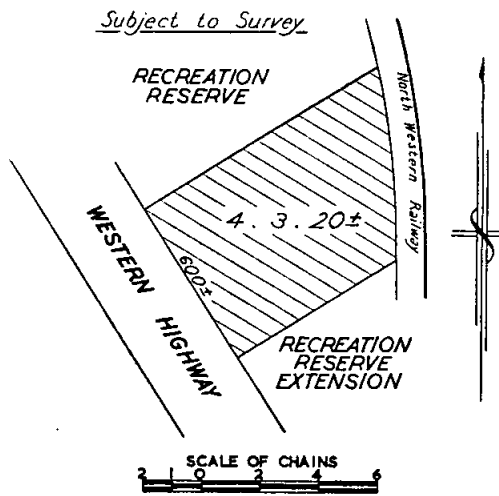 Subject to Survey
RECREATION
RESERVE
North Western Railway
4 . 3 . 20±
600±
WESTERN HIGHWAY
RECREATION
RESERVE
EXTENSION
SCALE OF CHAINS
2 1 0 2 4 6